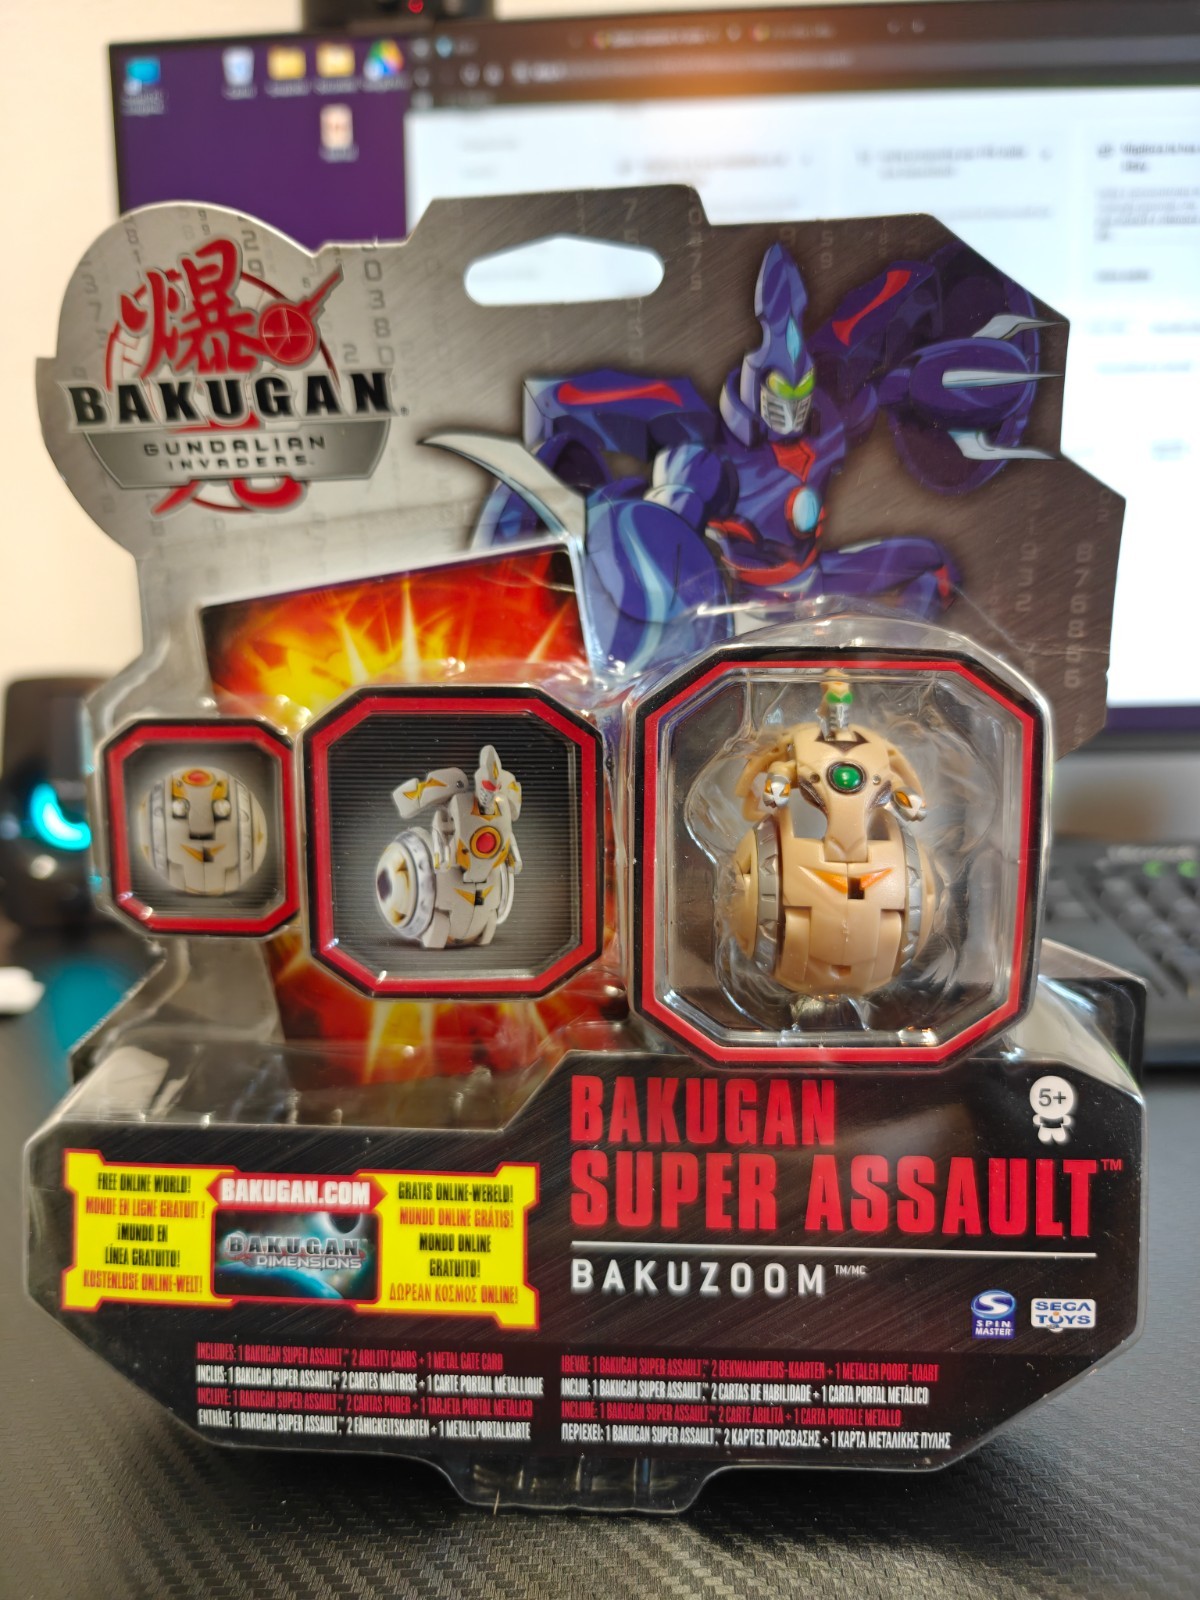 爆
BAKUGAN.
GUNDALIAN
INVADERS™
BAKUGAN
SUPER ASSAULT™
5+
BAKUZOOM™/MC
SPIN
MASTER™
SEGA
TOYS
FREE ONLINE WORLD!
MONDE EN LIGNE GRATUIT !
¡MUNDO EN
LÍNEA GRATUITO!
KOSTENLOSE ONLINE-WELT!
BAKUGAN.COM
BAKUGAN
DIMENSIONS
GRATIS ONLINE-WERELD!
MUNDO ONLINE GRÁTIS!
MONDO ONLINE
GRATUITO!
ΔΩΡΕΑΝ ΚΟΣΜΟΣ ONLINE!
INCLUDES: 1 BAKUGAN SUPER ASSAULT™, 2 ABILITY CARDS + 1 METAL GATE CARD
INCLUS: 1 BAKUGAN SUPER ASSAULT™, 2 CARTES MAÎTRISE + 1 CARTE PORTAL MÉTALLIQUE
INCLUYE: 1 BAKUGAN SUPER ASSAULT™, 2 CARTAS PODER + 1 TARJETA PORTAL METÁLICO
ENTHÄLT: 1 BAKUGAN SUPER ASSAULT™, 2 FÄHIGKEITSKARTEN + 1 METALLPORTALKARTE
BEVAT: 1 BAKUGAN SUPER ASSAULT™, 2 BEKWAAMHEIDS-KAARTEN + 1 METALEN POORT-KAART
INCLUI: 1 BAKUGAN SUPER ASSAULT™, 2 CARTAS DE HABILIDADE + 1 CARTA PORTAL METÁLICO
INCLUDE: 1 BAKUGAN SUPER ASSAULT™, 2 CARTE ABILITÀ + 1 CARTA PORTALE METALLO
ΠΕΡΙΕΧΕΙ: 1 BAKUGAN SUPER ASSAULT™, 2 ΚΑΡΤΕΣ ΠΡΟΣΒΑΣΗΣ + 1 ΚΑΡΤΑ ΜΕΤΑΛΙΚΗΣ ΠΥΛΗΣ